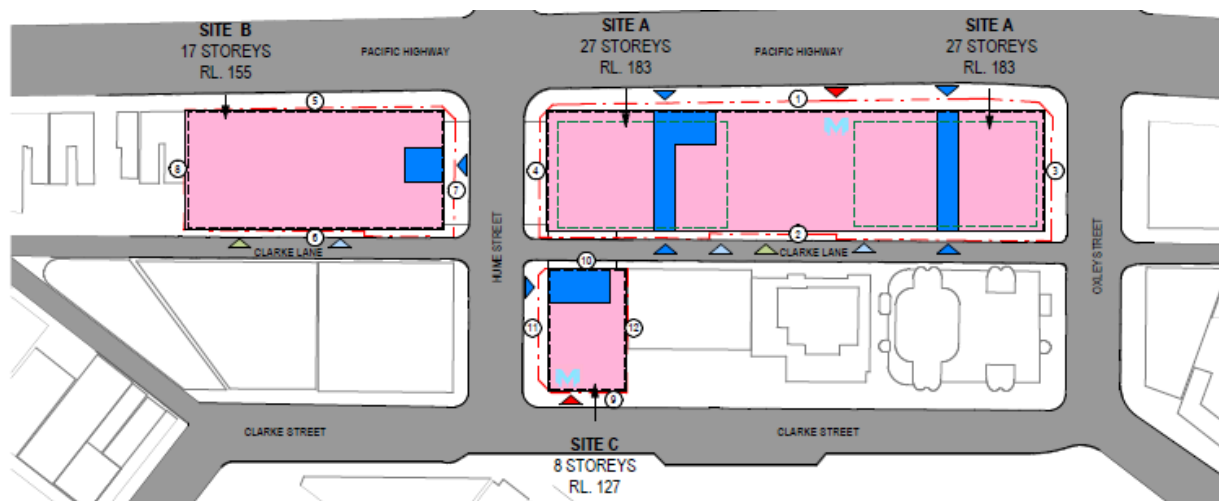 SITE B
17 STOREYS
RL. 155
PACIFIC HIGHWAY
SITE A
27 STOREYS
RL. 183
PACIFIC HIGHWAY
SITE A
27 STOREYS
RL. 183
5
1
M
8
7
4
3
6
2
CLARKE LANE
CLARKE LANE
HUME STREET
OXLEY STREET
10
11
12
M
9
CLARKE STREET
CLARKE STREET
SITE C
8 STOREYS
RL. 127